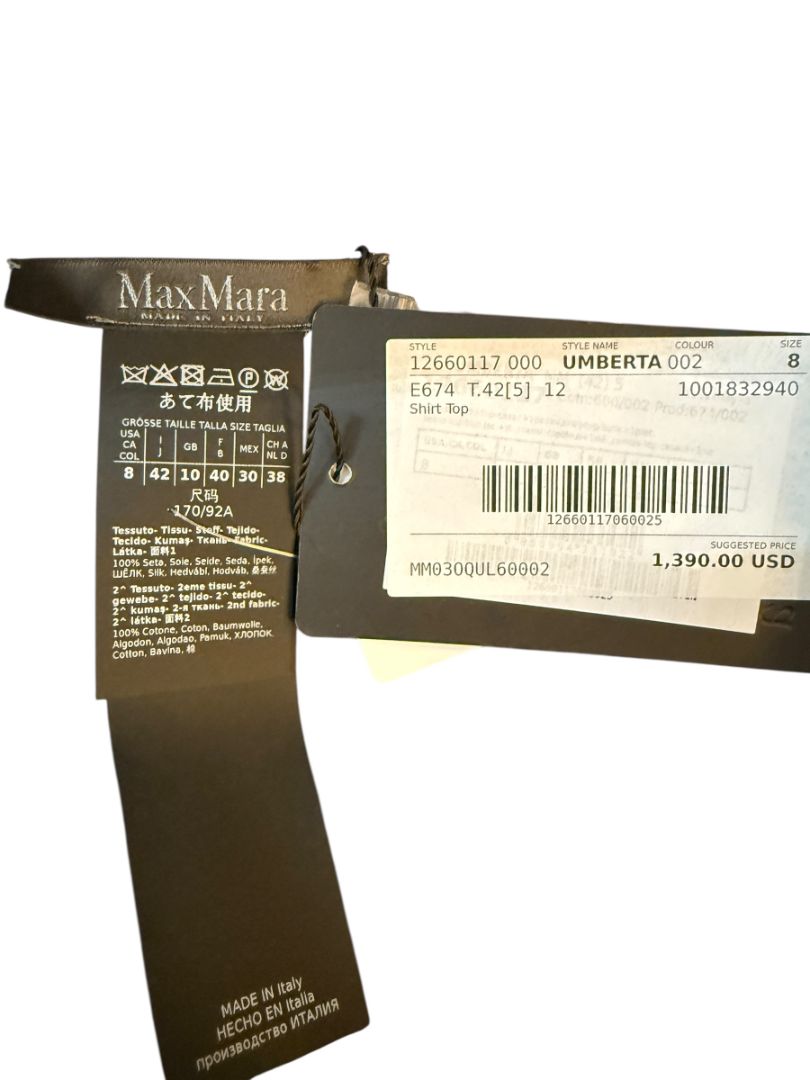 MaxMara
MADE IN ITALY
あて布使用
GRÖSSE TAILLE TALLA SIZE TAGLIA
USA CA COL I J GB F B MEX CH A NL D
8 42 10 40 30 38
尺码
170/92A
Tessuto- Tissu- Stoff- Tejido-
Tecido- Kumaş- Ткань- Fabric-
Látka- 面料1
100% Seta, Soie, Seide, Seda, İpek,
ШЁЛК, Silk, Hedvábí, Hodváb, 桑蚕丝
2^ Tessuto- 2eme tissu- 2^
gewebe- 2^ tejido- 2^ tecido-
2^ kumaş- 2-я ткань- 2nd fabric-
2^ látka- 面料2
100% Cotone, Coton, Baumwolle,
Algodon, Algodao, Pamuk, ХЛОПОК
Cotton, Bavlna, 棉
MADE IN Italy
HECHO EN Italia
производство ИТАЛИЯ
STYLE STYLE NAME COLOUR SIZE
12660117 000 UMBERTA 002 8
E674 T.42[5] 12 1001832940
Shirt Top
12660117060025
SUGGESTED PRICE
MM030QUL60002 1,390.00 USD